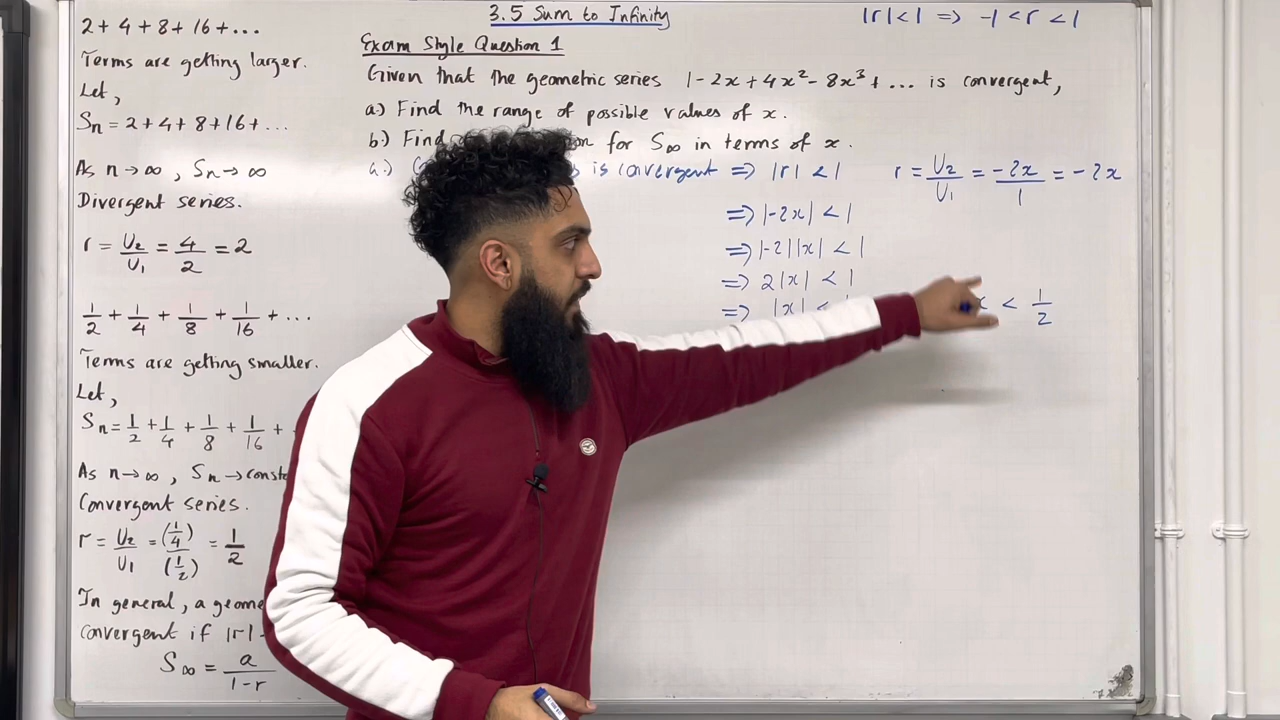 3.5 Sum to Infinity
|r|<1 => -1<r<1
2+4+8+16+...
Terms are getting larger.
Let,
Sn=2+4+8+16+...
As n→∞, Sn→∞
Divergent series.
r = U2/U1 = 4/2 = 2
1/2 + 1/4 + 1/8 + 1/16 + ...
Terms are getting smaller.
Let,
Sn = 1/2 + 1/4 + 1/8 + 1/16 +
As n→∞, Sn→
Convergent series.
r = U2/U1 = (1/4)/(1/2) = 1/2
In general, a
convergent if |r|
S∞ = a/1-r
Exam Style Question 1
Given that the geometric series 1-2x+4x²-8x³+... is convergent,
a) Find the range of possible values of x.
b) Find for S∞ in terms of x.
a) is convergent => |r|<1
r = U2/U1 = -2x/1 = -2x
=> |-2x|<1
=> |-2||x|<1
=> 2|x|<1
=> |x|< x < 1/2